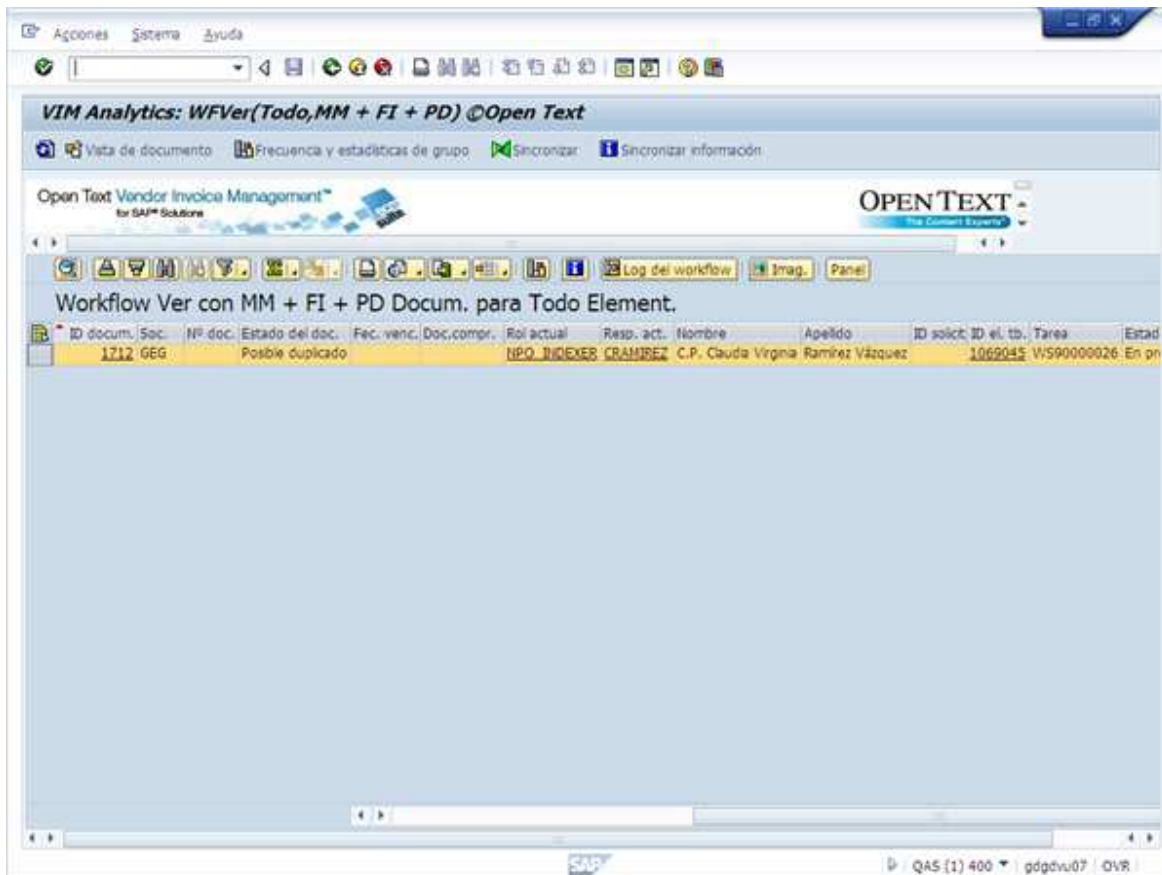 Acciones Sistema Ayuda
VIM Analytics: WFVer(Todo,MM + FI + PD) ©Open Text
Vista de documento Frecuencia y estadísticas de grupo Sincronizar Sincronizar información
Open Text Vendor Invoice Management™
for SAP® Solutions
OPEN TEXT
The Content Experts™
Log del workflow Imag. Panel
Workflow Ver con MM + FI + PD Docum. para Todo Element.
ID docum. Soc. Nº doc. Estado del doc. Fec. venc. Doc.compr. Rol actual Resp. act. Nombre Apellido ID solict ID el. tb. Tarea Estad
1712 GEG Posible duplicado NPO_INDEXER CRAMIREZ C.P. Claudia Virginia Ramírez Vázquez 1069045 WS90000026 En pr
SAP QAS (1) 400 gdgdvu07 OVR